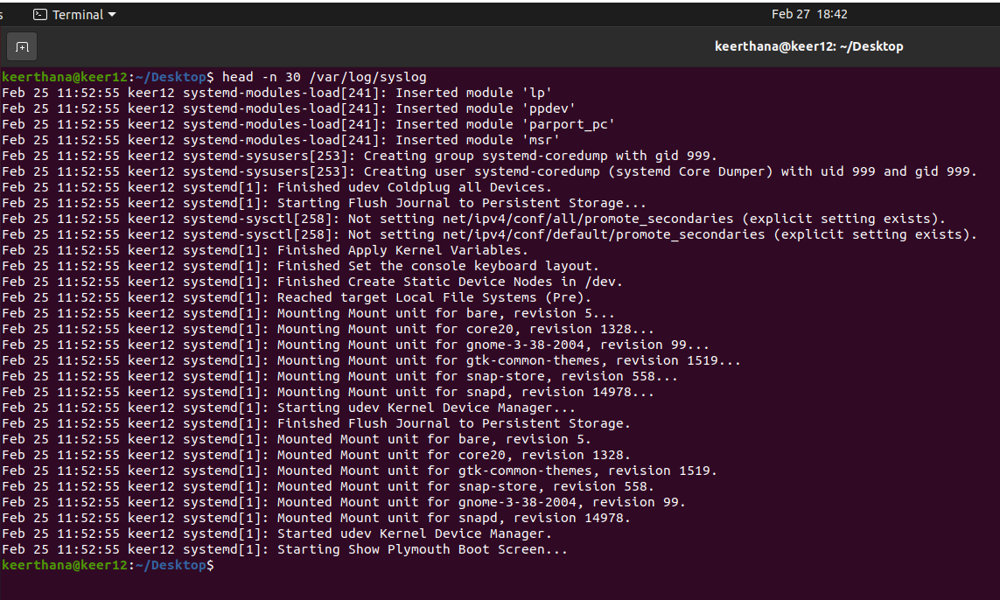 s
Terminal
Feb 27 18:42
keerthana@keer12: ~/Desktop
keerthana@keer12:~/Desktop$ head -n 30 /var/log/syslog
Feb 25 11:52:55 keer12 systemd-modules-load[241]: Inserted module 'lp'
Feb 25 11:52:55 keer12 systemd-modules-load[241]: Inserted module 'ppdev'
Feb 25 11:52:55 keer12 systemd-modules-load[241]: Inserted module 'parport_pc'
Feb 25 11:52:55 keer12 systemd-modules-load[241]: Inserted module 'msr'
Feb 25 11:52:55 keer12 systemd-sysusers[253]: Creating group systemd-coredump with gid 999.
Feb 25 11:52:55 keer12 systemd-sysusers[253]: Creating user systemd-coredump (systemd Core Dumper) with uid 999 and gid 999.
Feb 25 11:52:55 keer12 systemd[1]: Finished udev Coldplug all Devices.
Feb 25 11:52:55 keer12 systemd[1]: Starting Flush Journal to Persistent Storage...
Feb 25 11:52:55 keer12 systemd-sysctl[258]: Not setting net/ipv4/conf/all/promote_secondaries (explicit setting exists).
Feb 25 11:52:55 keer12 systemd-sysctl[258]: Not setting net/ipv4/conf/default/promote_secondaries (explicit setting exists).
Feb 25 11:52:55 keer12 systemd[1]: Finished Apply Kernel Variables.
Feb 25 11:52:55 keer12 systemd[1]: Finished Set the console keyboard layout.
Feb 25 11:52:55 keer12 systemd[1]: Finished Create Static Device Nodes in /dev.
Feb 25 11:52:55 keer12 systemd[1]: Reached target Local File Systems (Pre).
Feb 25 11:52:55 keer12 systemd[1]: Mounting Mount unit for bare, revision 5...
Feb 25 11:52:55 keer12 systemd[1]: Mounting Mount unit for core20, revision 1328...
Feb 25 11:52:55 keer12 systemd[1]: Mounting Mount unit for gnome-3-38-2004, revision 99...
Feb 25 11:52:55 keer12 systemd[1]: Mounting Mount unit for gtk-common-themes, revision 1519...
Feb 25 11:52:55 keer12 systemd[1]: Mounting Mount unit for snap-store, revision 558...
Feb 25 11:52:55 keer12 systemd[1]: Mounting Mount unit for snapd, revision 14978...
Feb 25 11:52:55 keer12 systemd[1]: Starting udev Kernel Device Manager...
Feb 25 11:52:55 keer12 systemd[1]: Finished Flush Journal to Persistent Storage.
Feb 25 11:52:55 keer12 systemd[1]: Mounted Mount unit for bare, revision 5.
Feb 25 11:52:55 keer12 systemd[1]: Mounted Mount unit for core20, revision 1328.
Feb 25 11:52:55 keer12 systemd[1]: Mounted Mount unit for gtk-common-themes, revision 1519.
Feb 25 11:52:55 keer12 systemd[1]: Mounted Mount unit for snap-store, revision 558.
Feb 25 11:52:55 keer12 systemd[1]: Mounted Mount unit for gnome-3-38-2004, revision 99.
Feb 25 11:52:55 keer12 systemd[1]: Mounted Mount unit for snapd, revision 14978.
Feb 25 11:52:55 keer12 systemd[1]: Started udev Kernel Device Manager.
Feb 25 11:52:55 keer12 systemd[1]: Starting Show Plymouth Boot Screen...
keerthana@keer12:~/Desktop$